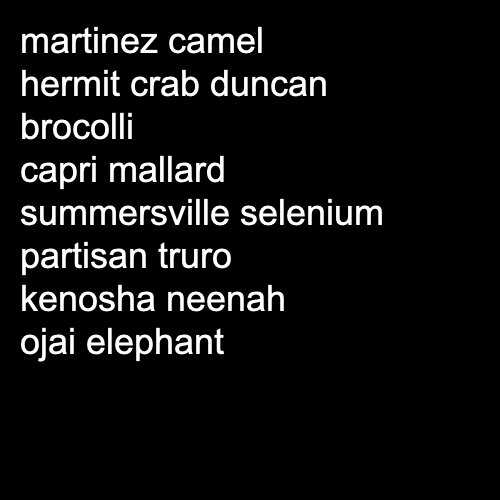 martinez camel
hermit crab duncan
brocolli
capri mallard
summersville selenium
partisan truro
kenosha neenah
ojai elephant